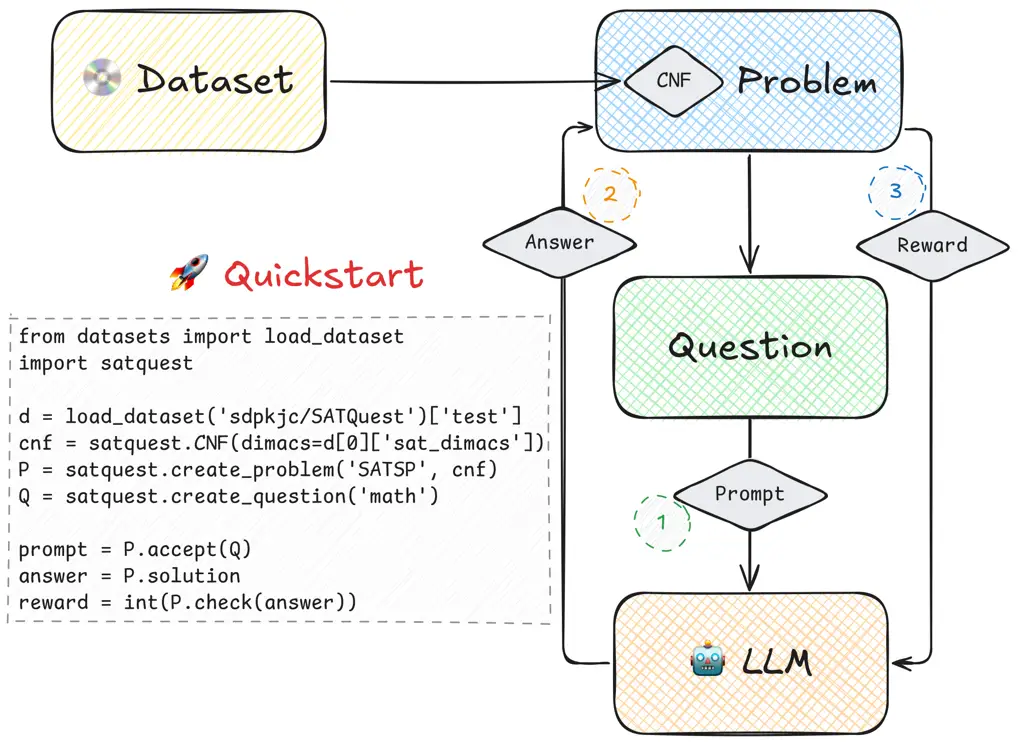 Dataset
CNF
Problem
2
3
Answer
Reward
Quickstart
from datasets import load_dataset
import satquest
d = load_dataset('sdpkjc/SATQuest')['test']
cnf = satquest.CNF(dimacs=d[0]['sat_dimacs'])
P = satquest.create_problem('SATSP', cnf)
Q = satquest.create_question('math')
prompt = P.accept(Q)
answer = P.solution
reward = int(P.check(answer))
Question
Prompt
1
LLM